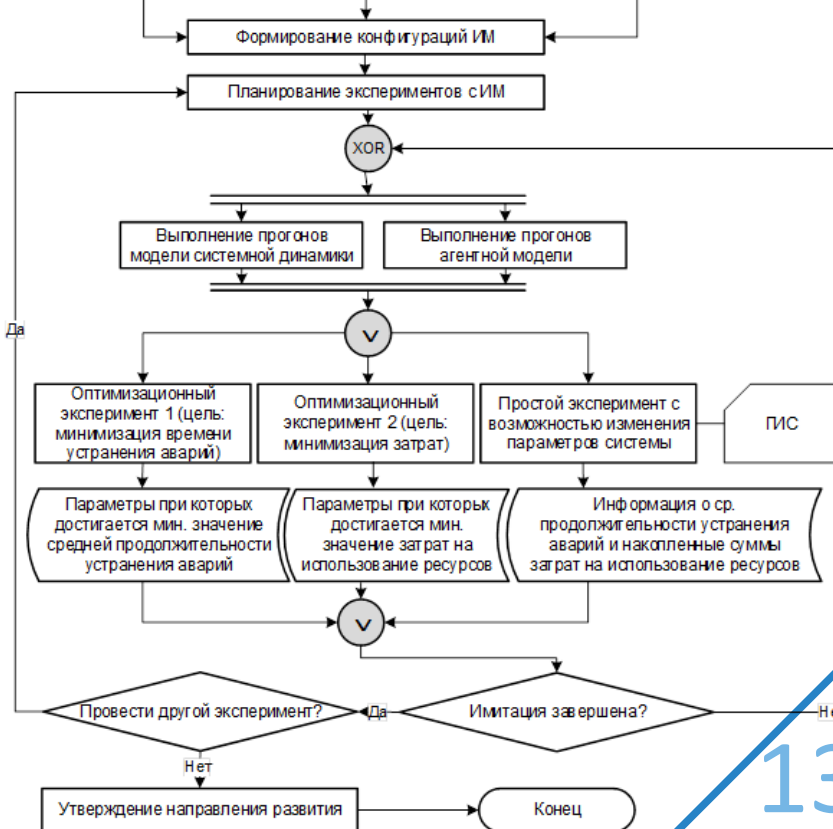 Формирование конфигураций ИМ
Планирование экспериментов с ИМ
XOR
Выполнение прогонов
модели системной динамики
Выполнение прогонов
агентной модели
Да
V
Оптимизационный
эксперимент 1 (цель:
минимизация времени
устранения аварий)
Оптимизационный
эксперимент 2 (цель:
минимизация затрат)
Простой эксперимент с
возможностью изменения
параметров системы
ГИС
Параметры при которых
достигается мин. значение
средней продолжительности
устранения аварий
Параметры при которых
достигается мин.
значение затрат на
использование ресурсов
Информация о ср.
продолжительности устранения
аварий и накопленные суммы
затрат на использование ресурсов
V
Провести другой эксперимент?
Да
Имитация завершена?
Не
Нет
Утверждение направления развития
Конец
13